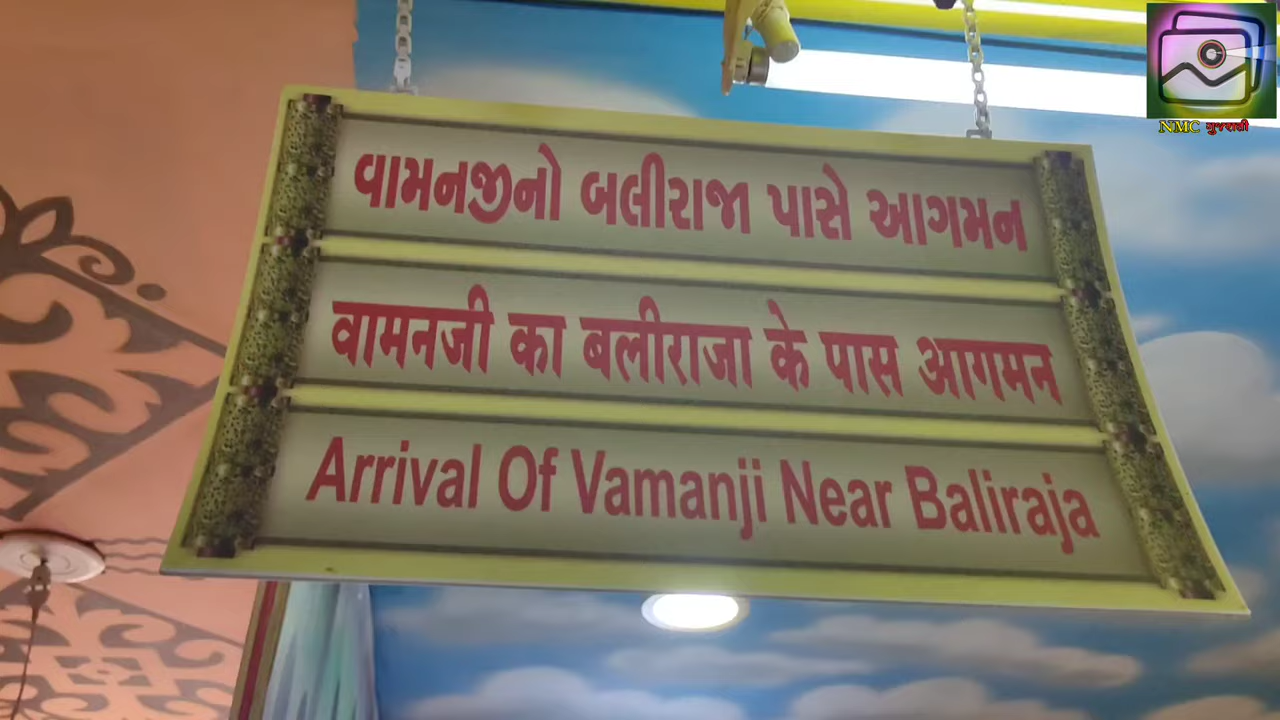 વામનજીનો બલીરાજા પાસે આગમન
वामनजी का बलीराजा के पास आगमन
Arrival Of Vamanji Near Baliraja
NMC ગુજરાતી